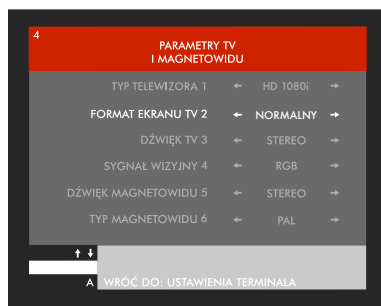 4
PARAMETRY TV
I MAGNETOWIDU
TYP TELEWIZORA 1 ← HD 1080i →
FORMAT EKRANU TV 2 ← NORMALNY →
DŹWIĘK TV 3 ← STEREO →
SYGNAŁ WIZYJNY 4 ← RGB →
DŹWIĘK MAGNETOWIDU 5 ← STEREO →
TYP MAGNETOWIDU 6 ← PAL →
↑ ↓
A WRÓĆ DO: USTAWIENIA TERMINALA